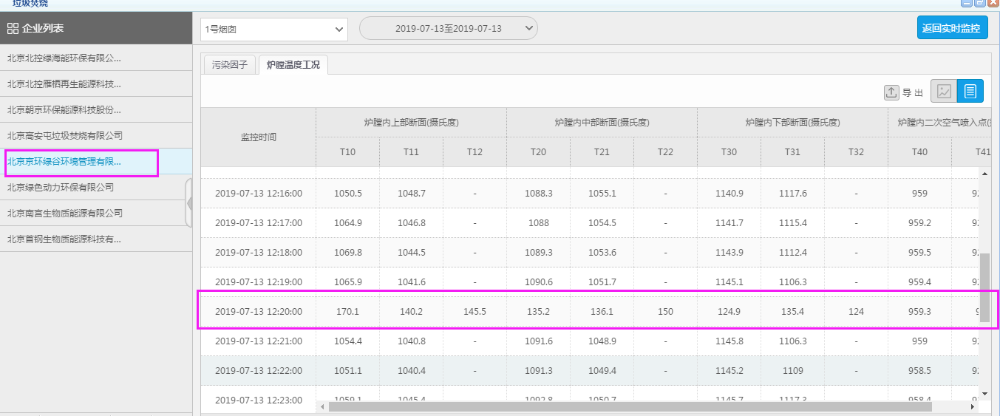 垃圾焚烧
企业列表
北京北控绿海能环保有限公...
北京北控雁栖再生能源科技...
北京朝京环保能源科技股份...
北京高安屯垃圾焚烧有限公司
北京京环绿谷环境管理有限...
北京绿色动力环保有限公司
北京南宫生物质能源有限公司
北京首钢生物质能源科技有...
1号烟囱 2019-07-13至2019-07-13 返回实时监控
污染因子 炉膛温度工况
导 出
监控时间 炉膛内上部断面(摄氏度) 炉膛内中部断面(摄氏度) 炉膛内下部断面(摄氏度) 炉膛内二次空气喷入点(
T10 T11 T12 T20 T21 T22 T30 T31 T32 T40 T41
2019-07-13 12:16:00 1050.5 1048.7 - 1088.3 1055.1 - 1140.9 1117.6 - 959
2019-07-13 12:17:00 1064.9 1046.8 - 1088 1054.5 - 1141.7 1115.4 - 959.2
2019-07-13 12:18:00 1069.8 1044.5 - 1089.3 1053.6 - 1143.9 1112.4 - 959.5
2019-07-13 12:19:00 1065.9 1041.6 - 1090.6 1051.7 - 1145.1 1106.3 - 959.4
2019-07-13 12:20:00 170.1 140.2 145.5 135.2 136.1 150 124.9 135.4 124 959.3
2019-07-13 12:21:00 1054.4 1040.8 - 1091.6 1048.9 - 1145.8 1106.3 - 959
2019-07-13 12:22:00 1051.1 1040.4 - 1091.3 1049.4 - 1145.2 1109 - 958.5
2019-07-13 12:23:00 1059.1 1045.4 - 1092.8 1050.7 - 1145.7 1117.3 - 958.4